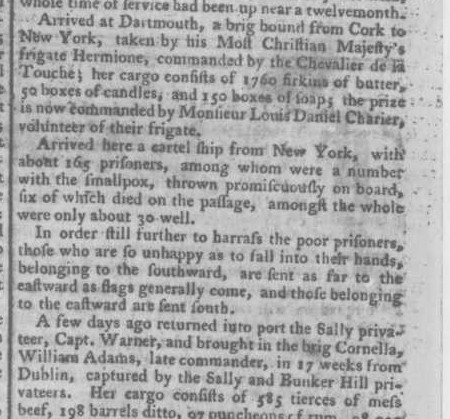 whole time of service had been up near a twelvemonth.
Arrived at Dartmouth, a brig bound from Cork to
New York, taken by his Most Christian Majesty's
frigate Hermione, commanded by the Chevalier de la
Touche; her cargo consists of 1760 firkins of butter,
50 boxes of candles, and 150 boxes of soap; the prize
is now commanded by Monsieur Louis Daniel Charier,
volunteer of their frigate.
Arrived here a cartel ship from New York, with
about 165 prisoners, among whom were a number
with the smallpox, thrown promiscuously on board,
six of which died on the passage, amongst the whole
were only about 30 well.
In order still further to harrass the poor prisoners,
those who are so unhappy as to fall into their hands,
belonging to the southward, are sent as far to the
eastward as flags generally come, and those belonging
to the eastward are sent south.
A few days ago returned into port the Sally priva-
teer, Capt. Warner, and brought in the brig Cornelia,
William Adams, late commander, in 17 weeks from
Dublin, captured by the Sally and Bunker Hill pri-
vateers. Her cargo consists of 585 tierces of mess
beef, 198 barrels ditto, 97 puncheons of rum,